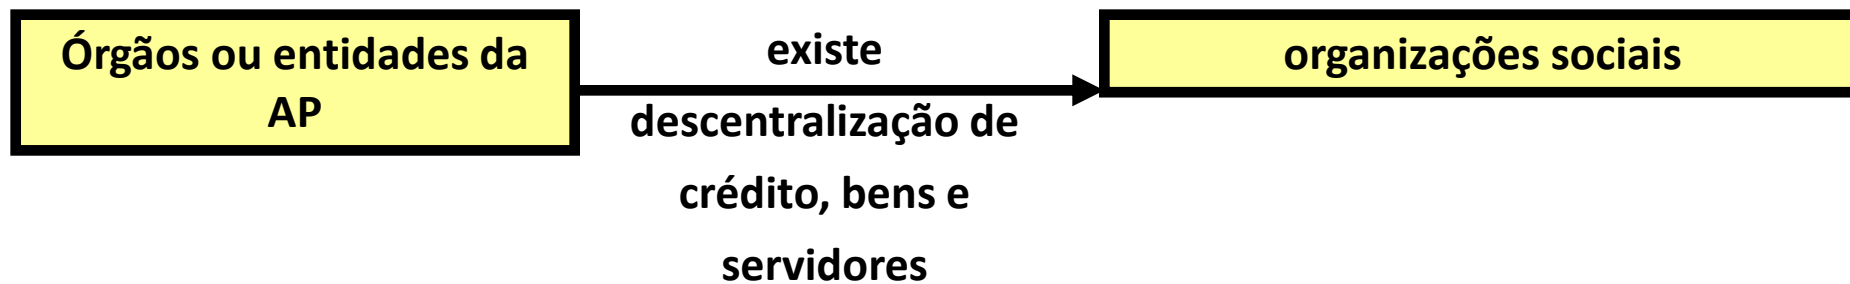 Órgãos ou entidades da
AP
existe
descentralização de
crédito, bens e
servidores
organizações sociais